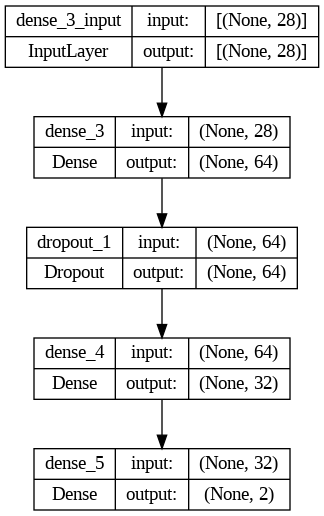 dense_3_input input: [(None, 28)]
InputLayer output: [(None, 28)]
dense_3 input: (None, 28)
Dense output: (None, 64)
dropout_1 input: (None, 64)
Dropout output: (None, 64)
dense_4 input: (None, 64)
Dense output: (None, 32)
dense_5 input: (None, 32)
Dense output: (None, 2)